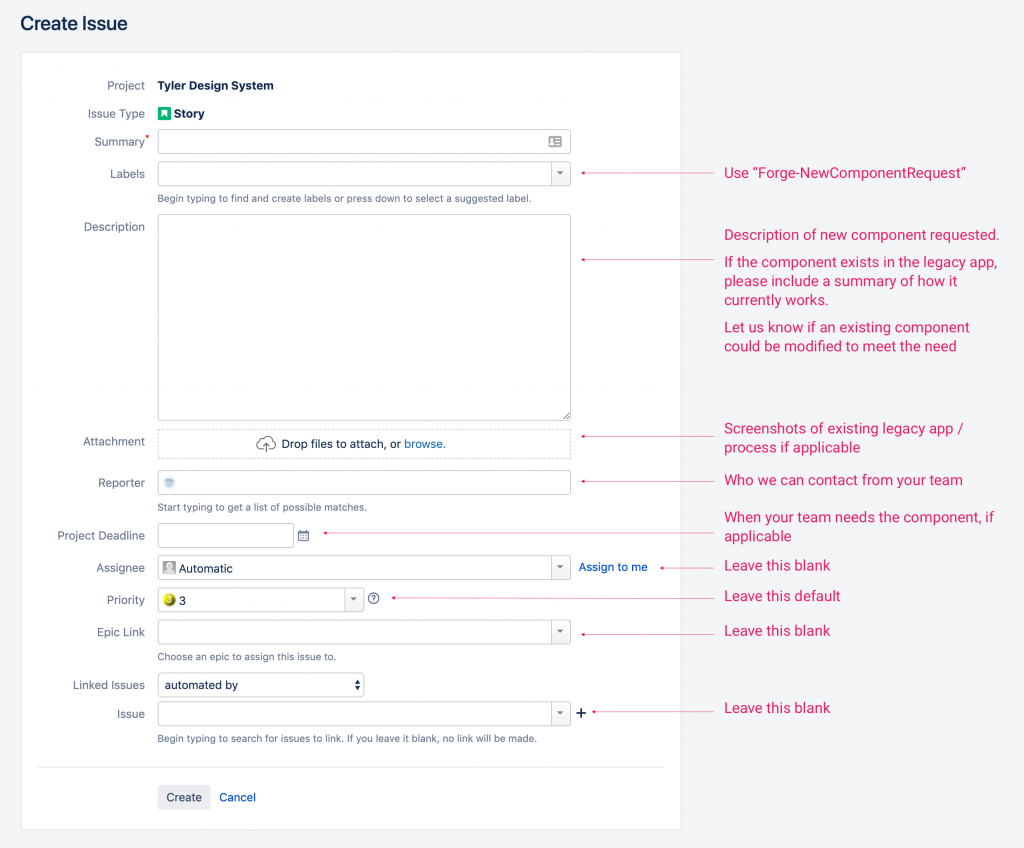 Create Issue
Project Tyler Design System
Issue Type Story
Summary*
Labels
Use “Forge-NewComponentRequest”
Begin typing to find and create labels or press down to select a suggested label.
Description
Description of new component requested.
If the component exists in the legacy app,
please include a summary of how it
currently works.
Let us know if an existing component
could be modified to meet the need
Attachment
Drop files to attach, or browse.
Screenshots of existing legacy app /
process if applicable
Reporter
Who we can contact from your team
Start typing to get a list of possible matches.
Project Deadline
When your team needs the component, if
applicable
Assignee Automatic Assign to me
Leave this blank
Priority 3
Leave this default
Epic Link
Leave this blank
Choose an epic to assign this issue to.
Linked Issues automated by
Issue
Leave this blank
Begin typing to search for issues to link. If you leave it blank, no link will be made.
Create Cancel